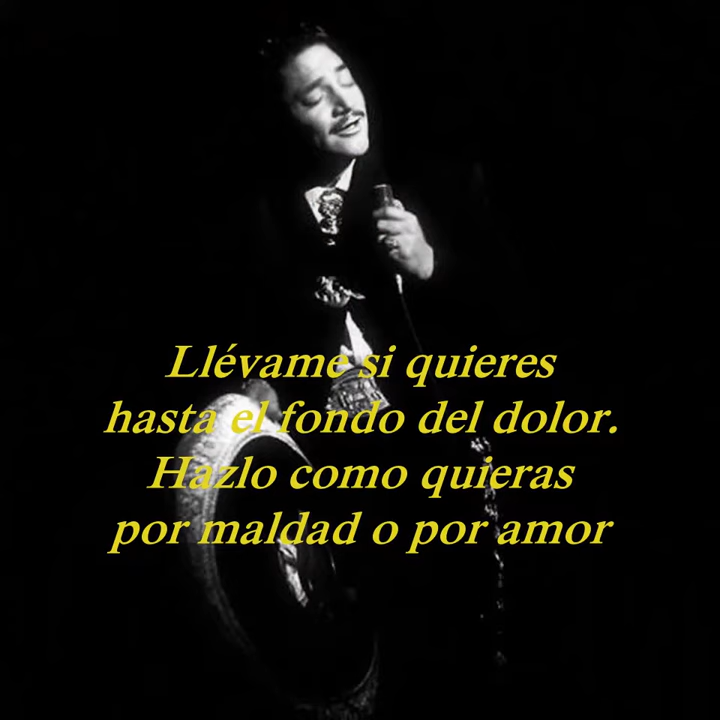 Llévame si quieres
hasta el fondo del dolor.
Hazlo como quieras
por maldad o por amor